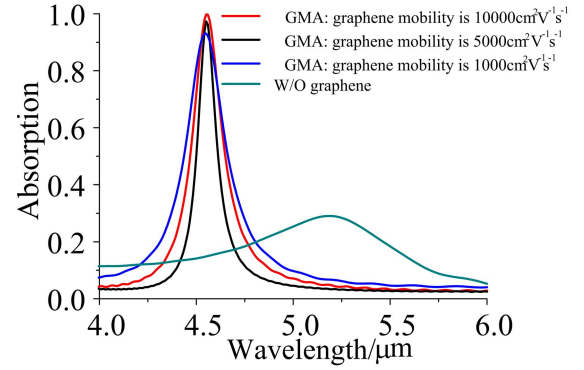 GMA: graphene mobility is 10000cm²V⁻¹s⁻¹
GMA: graphene mobility is 5000cm²V⁻¹s⁻¹
GMA: graphene mobility is 1000cm²V⁻¹s⁻¹
W/O graphene
Absorption
1.0
0.8
0.6
0.4
0.2
0.0
4.0 4.5 5.0 5.5 6.0
Wavelength/μm